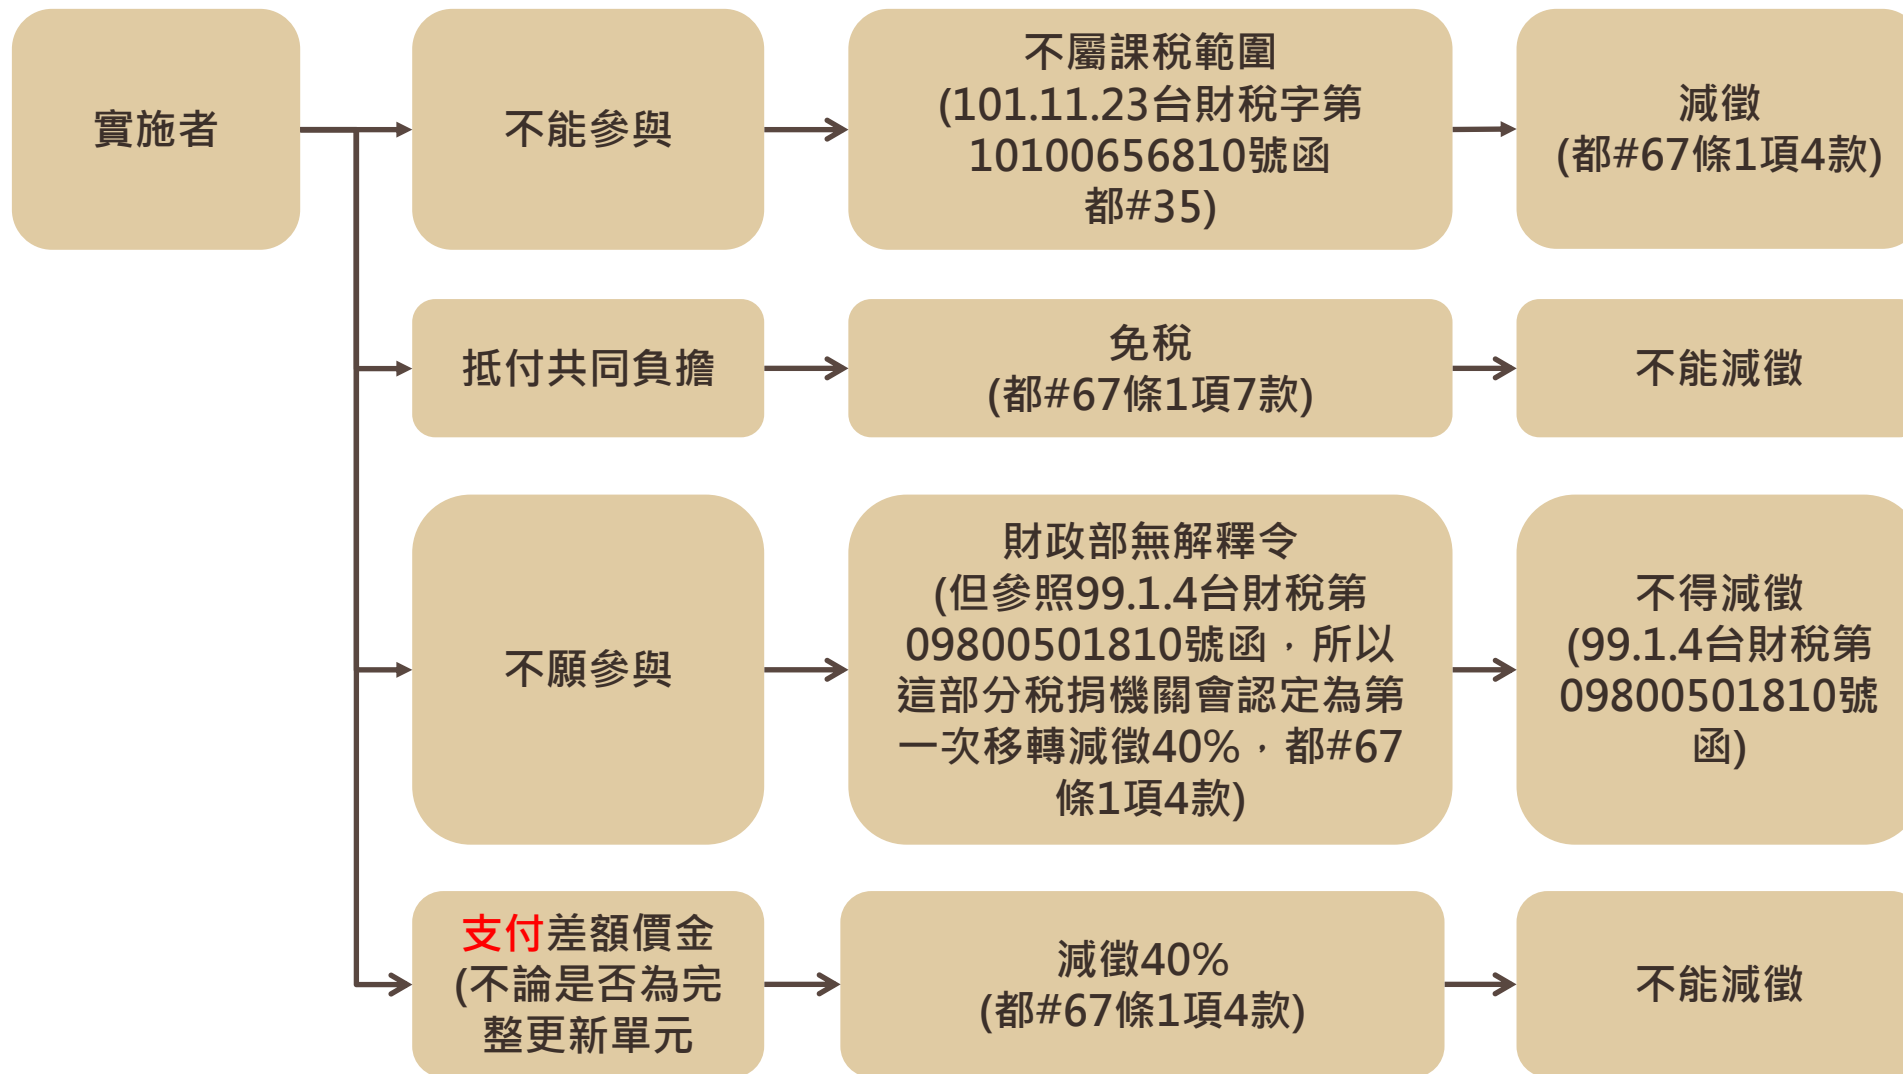 實施者
不能參與
不屬課稅範圍
(101.11.23台財稅字第
10100656810號函
都#35)
減徵
(都#67條1項4款)
抵付共同負擔
免稅
(都#67條1項7款)
不能減徵
不願參與
財政部無解釋令
(但參照99.1.4台財稅第
09800501810號函，所以
這部分稅捐機關會認定為第
一次移轉減徵40%，都#67
條1項4款)
不得減徵
(99.1.4台財稅第
09800501810號
函)
支付差額價金
(不論是否為完
整更新單元
減徵40%
(都#67條1項4款)
不能減徵